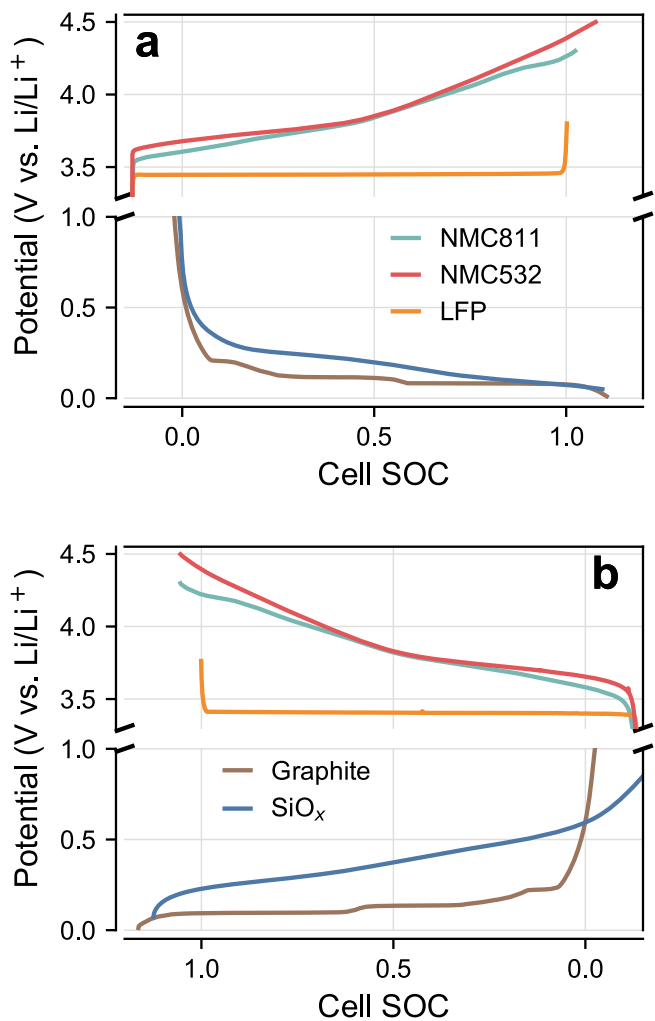 a
4.5
4.0
3.5
1.0
0.5
0.0
Potential (V vs. Li/Li⁺ )
NMC811
NMC532
LFP
0.0 0.5 1.0
Cell SOC
b
4.5
4.0
3.5
1.0
0.5
0.0
Potential (V vs. Li/Li⁺ )
Graphite
SiOₓ
1.0 0.5 0.0
Cell SOC